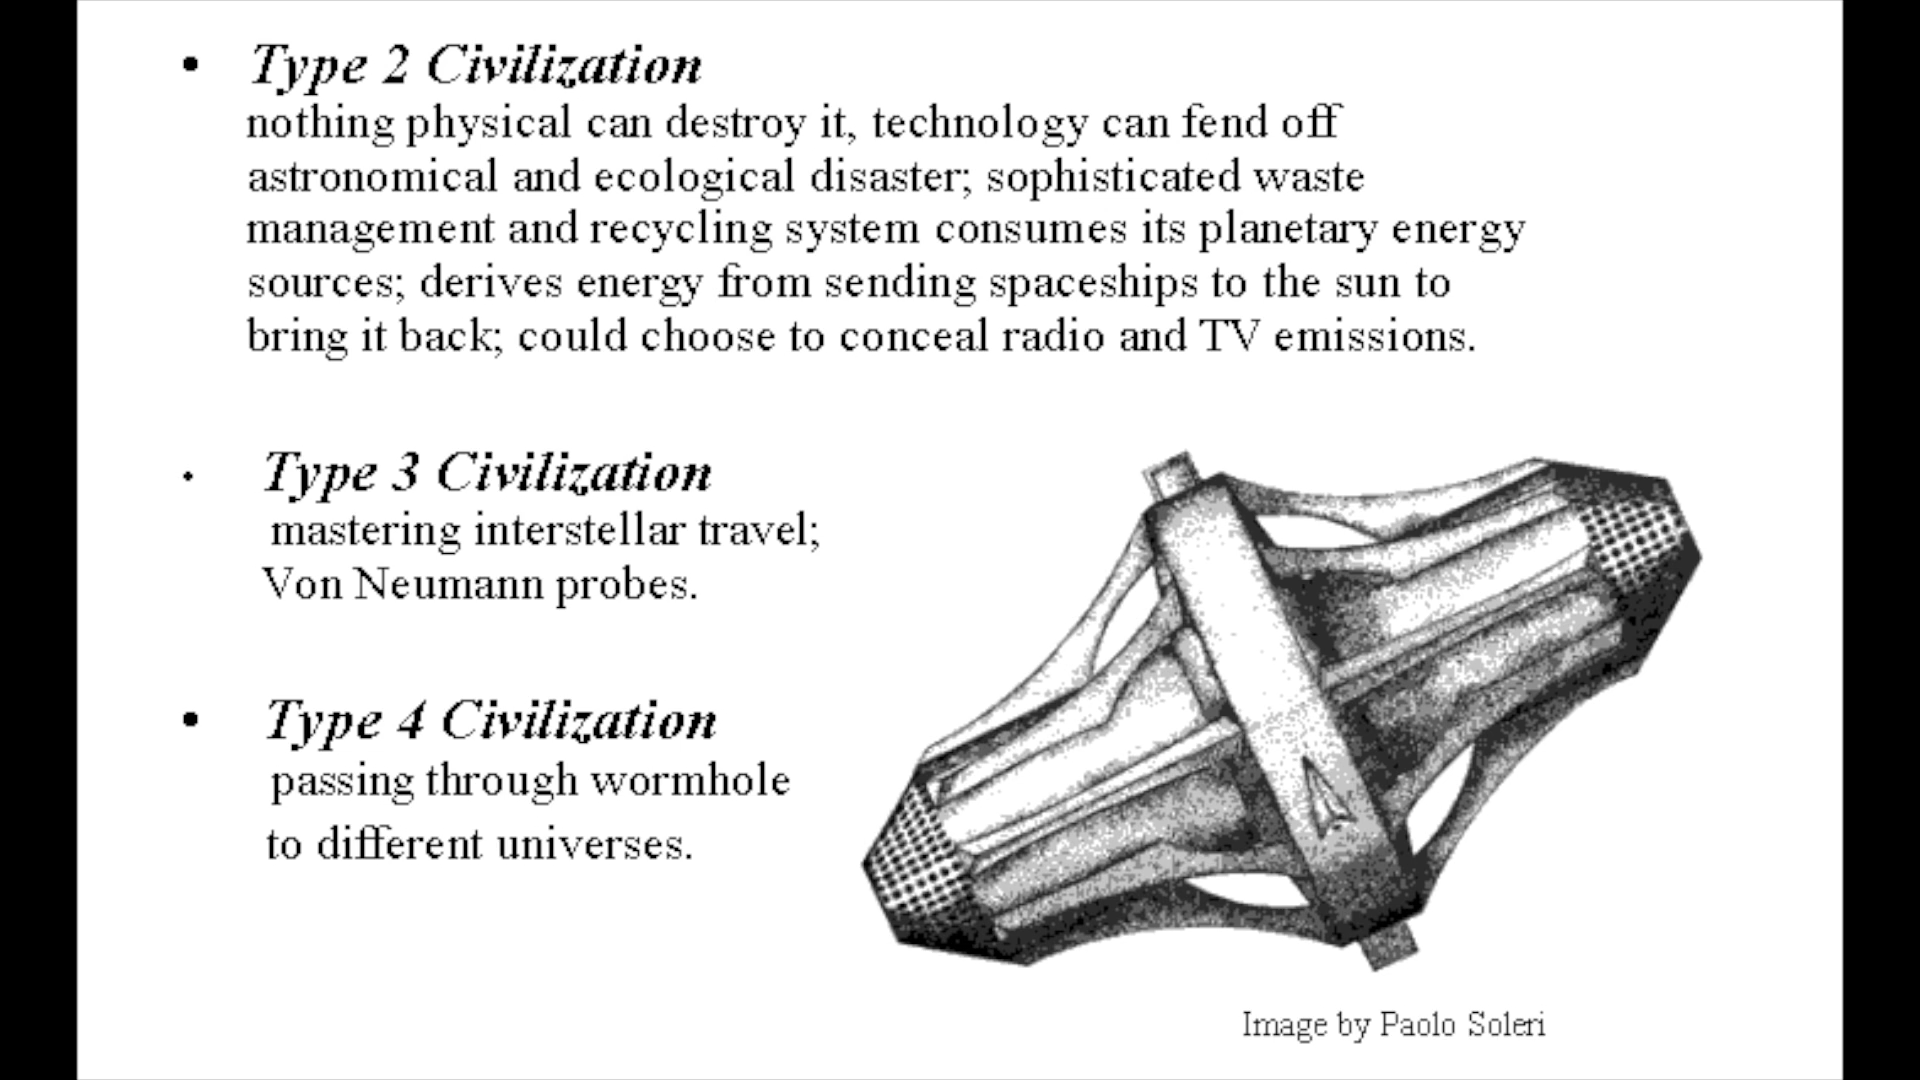 • Type 2 Civilization
nothing physical can destroy it, technology can fend off
astronomical and ecological disaster; sophisticated waste
management and recycling system consumes its planetary energy
sources; derives energy from sending spaceships to the sun to
bring it back; could choose to conceal radio and TV emissions.
• Type 3 Civilization
mastering interstellar travel;
Von Neumann probes.
• Type 4 Civilization
passing through wormhole
to different universes.
Image by Paolo Soleri